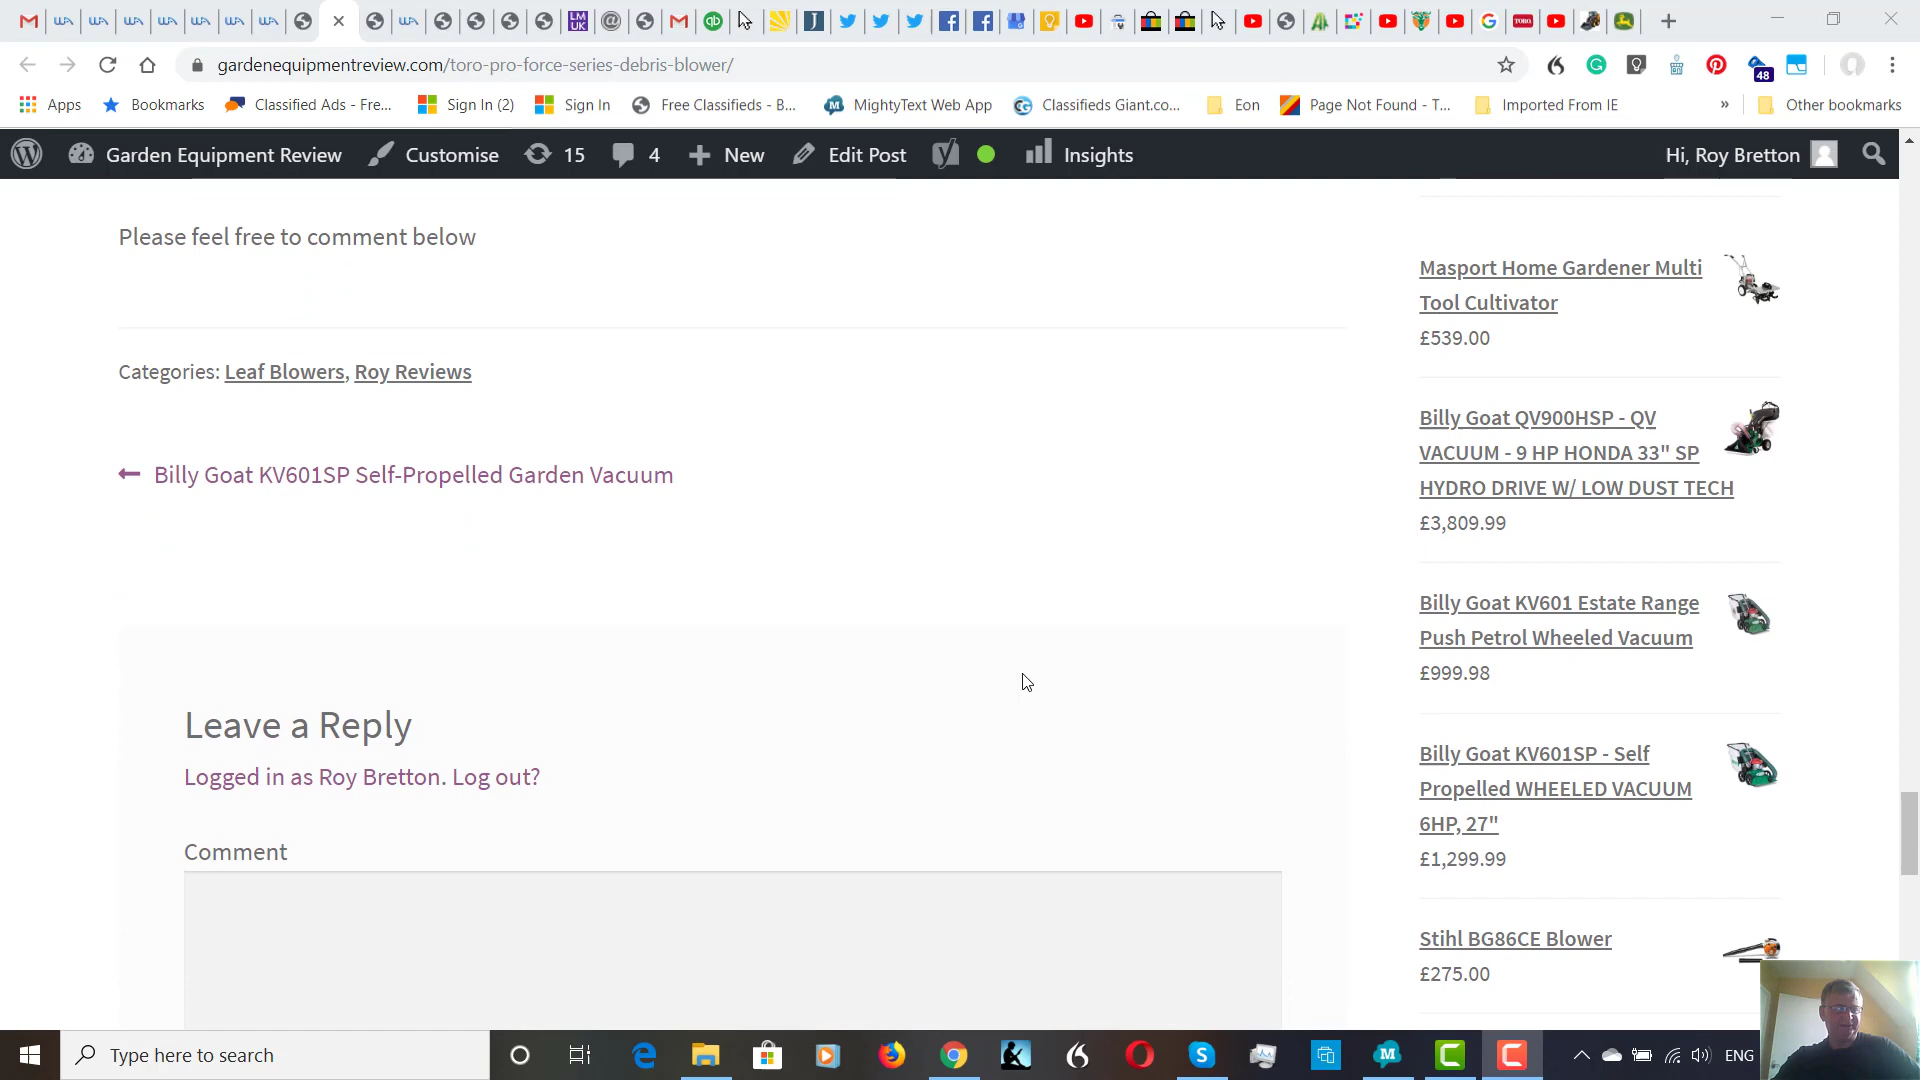 gardenequipmentreview.com/toro-pro-force-series-debris-blower/
48
Apps
Bookmarks
Classified Ads - Fre...
Sign In (2)
Sign In
Free Classifieds - B...
MightyText Web App
Classifieds Giant.co...
Eon
Page Not Found - T...
Imported From IE
»
Other bookmarks
Garden Equipment Review
Customise
15
4
New
Edit Post
Insights
Hi, Roy Bretton
Please feel free to comment below
Categories: Leaf Blowers, Roy Reviews
Billy Goat KV601SP Self-Propelled Garden Vacuum
Leave a Reply
Logged in as Roy Bretton. Log out?
Comment
Masport Home Gardener Multi
Tool Cultivator
£539.00
Billy Goat QV900HSP - QV
VACUUM - 9 HP HONDA 33" SP
HYDRO DRIVE W/ LOW DUST TECH
£3,809.99
Billy Goat KV601 Estate Range
Push Petrol Wheeled Vacuum
£999.98
Billy Goat KV601SP - Self
Propelled WHEELED VACUUM
6HP, 27"
£1,299.99
Stihl BG86CE Blower
£275.00
Type here to search
ENG